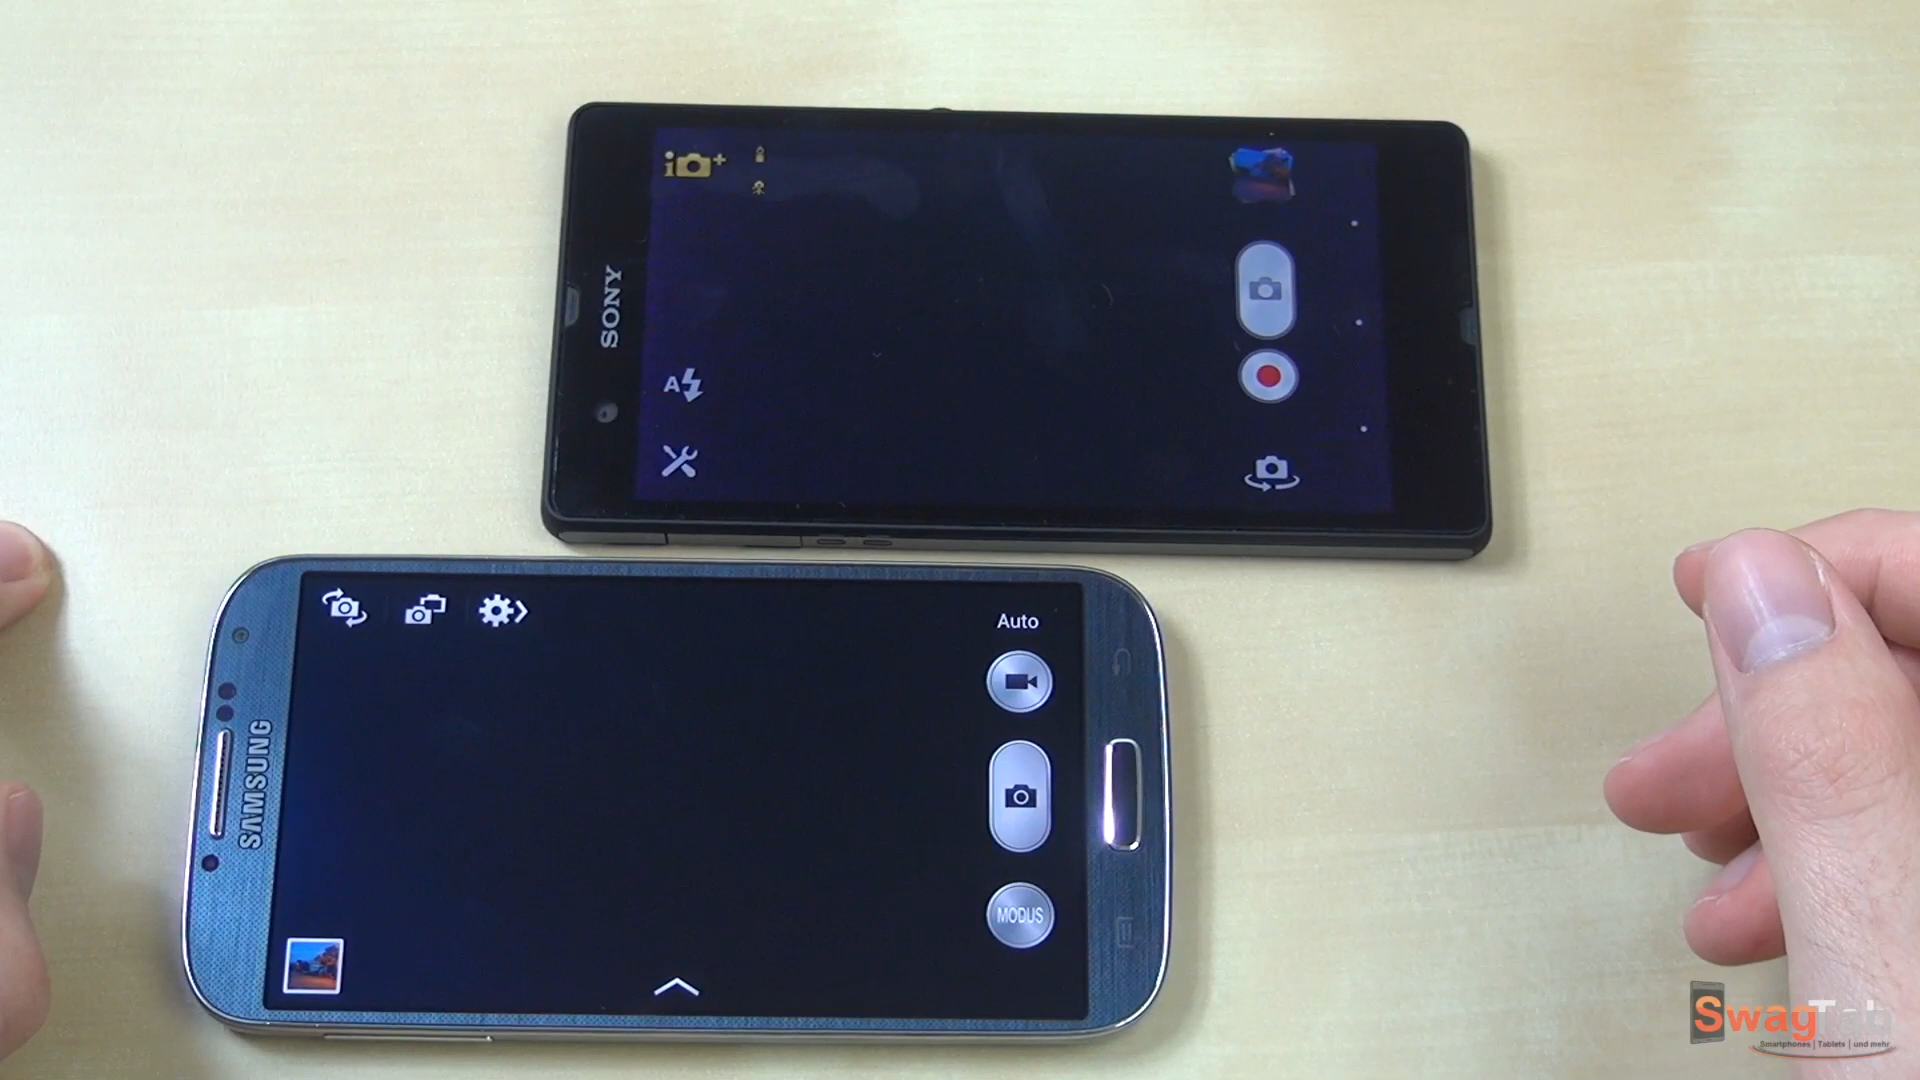 SONY
A
Auto
SAMSUNG
MODUS
SwagTab
Smartphones | Tablets | und mehr